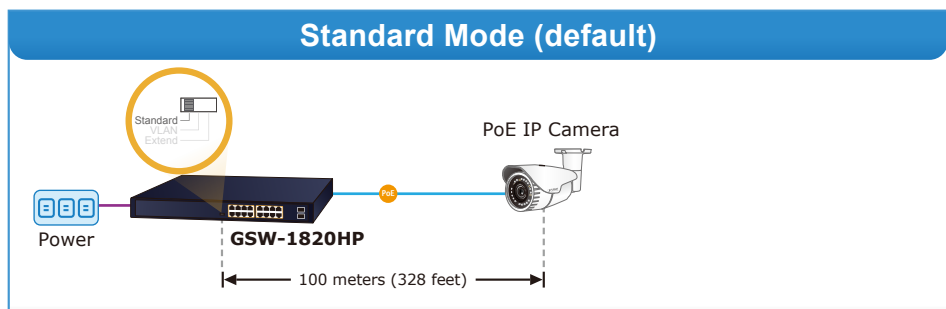 Standard Mode (default)
Standard
VLAN
Extend
PoE IP Camera
PoE
Power
GSW-1820HP
100 meters (328 feet)